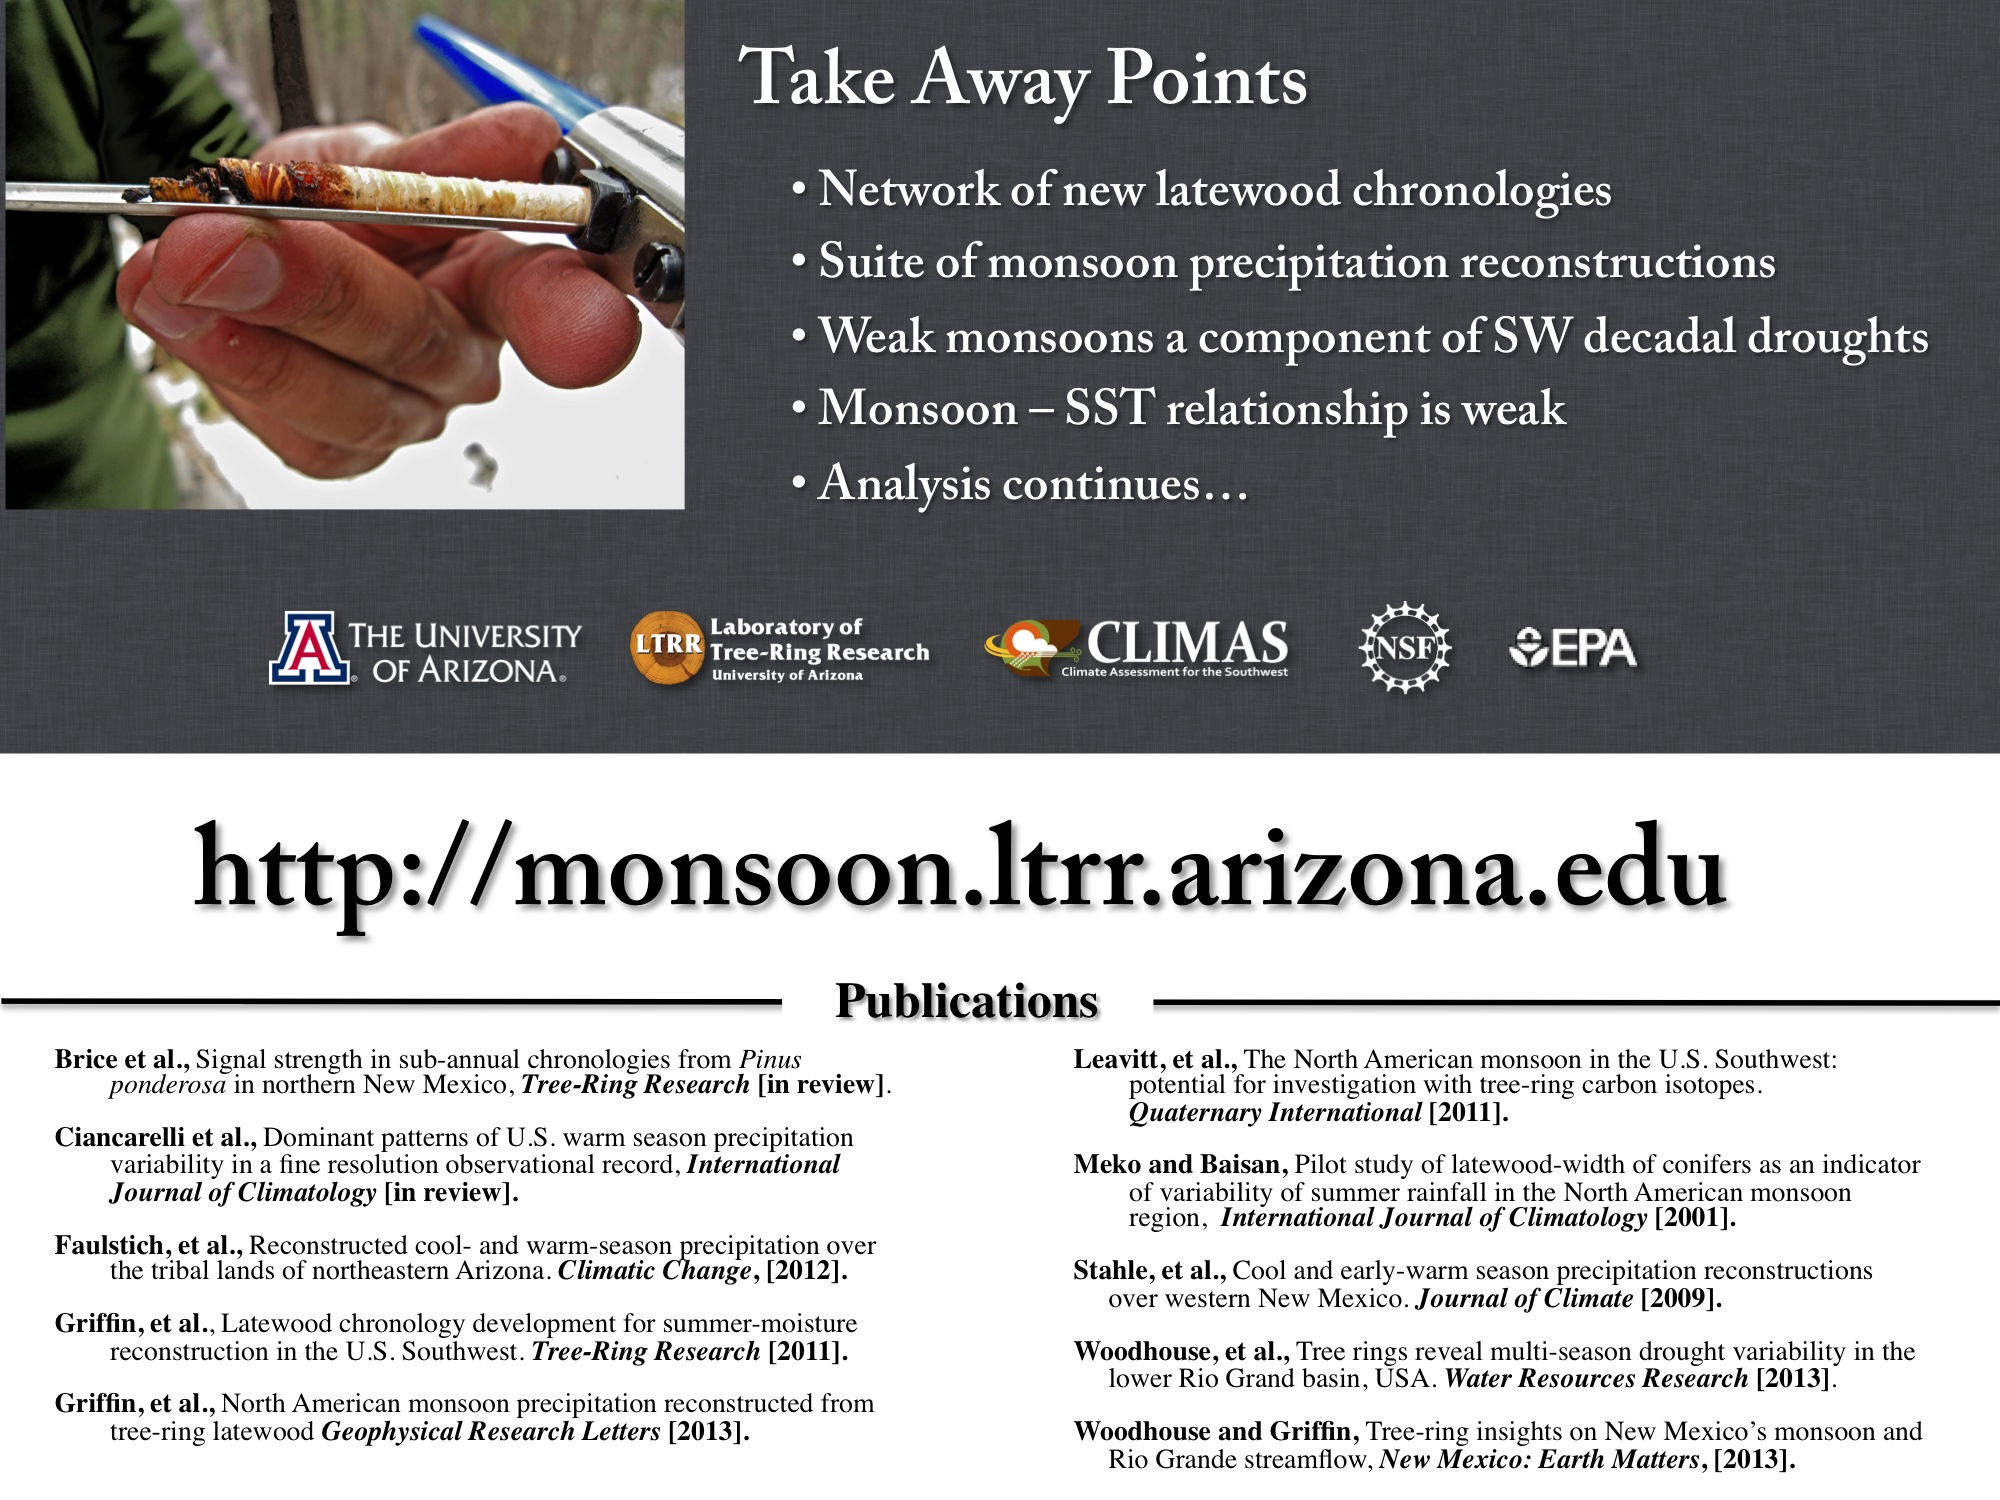 Take Away Points
• Network of new latewood chronologies
• Suite of monsoon precipitation reconstructions
• Weak monsoons a component of SW decadal droughts
• Monsoon – SST relationship is weak
• Analysis continues…
A ® THE UNIVERSITY
OF ARIZONA®
LTRR Laboratory of
Tree-Ring Research
University of Arizona
CLIMAS
Climate Assessment for the Southwest
NSF
EPA
http://monsoon.ltrr.arizona.edu
Publications
Brice et al., Signal strength in sub-annual chronologies from Pinus
ponderosa in northern New Mexico, Tree-Ring Research [in review].
Ciancarelli et al., Dominant patterns of U.S. warm season precipitation
variability in a fine resolution observational record, International
Journal of Climatology [in review].
Faulstich, et al., Reconstructed cool- and warm-season precipitation over
the tribal lands of northeastern Arizona. Climatic Change, [2012].
Griffin, et al., Latewood chronology development for summer-moisture
reconstruction in the U.S. Southwest. Tree-Ring Research [2011].
Griffin, et al., North American monsoon precipitation reconstructed from
tree-ring latewood Geophysical Research Letters [2013].
Leavitt, et al., The North American monsoon in the U.S. Southwest:
potential for investigation with tree-ring carbon isotopes.
Quaternary International [2011].
Meko and Baisan, Pilot study of latewood-width of conifers as an indicator
of variability of summer rainfall in the North American monsoon
region, International Journal of Climatology [2001].
Stahle, et al., Cool and early-warm season precipitation reconstructions
over western New Mexico. Journal of Climate [2009].
Woodhouse, et al., Tree rings reveal multi-season drought variability in the
lower Rio Grand basin, USA. Water Resources Research [2013].
Woodhouse and Griffin, Tree-ring insights on New Mexico’s monsoon and
Rio Grande streamflow, New Mexico: Earth Matters, [2013].